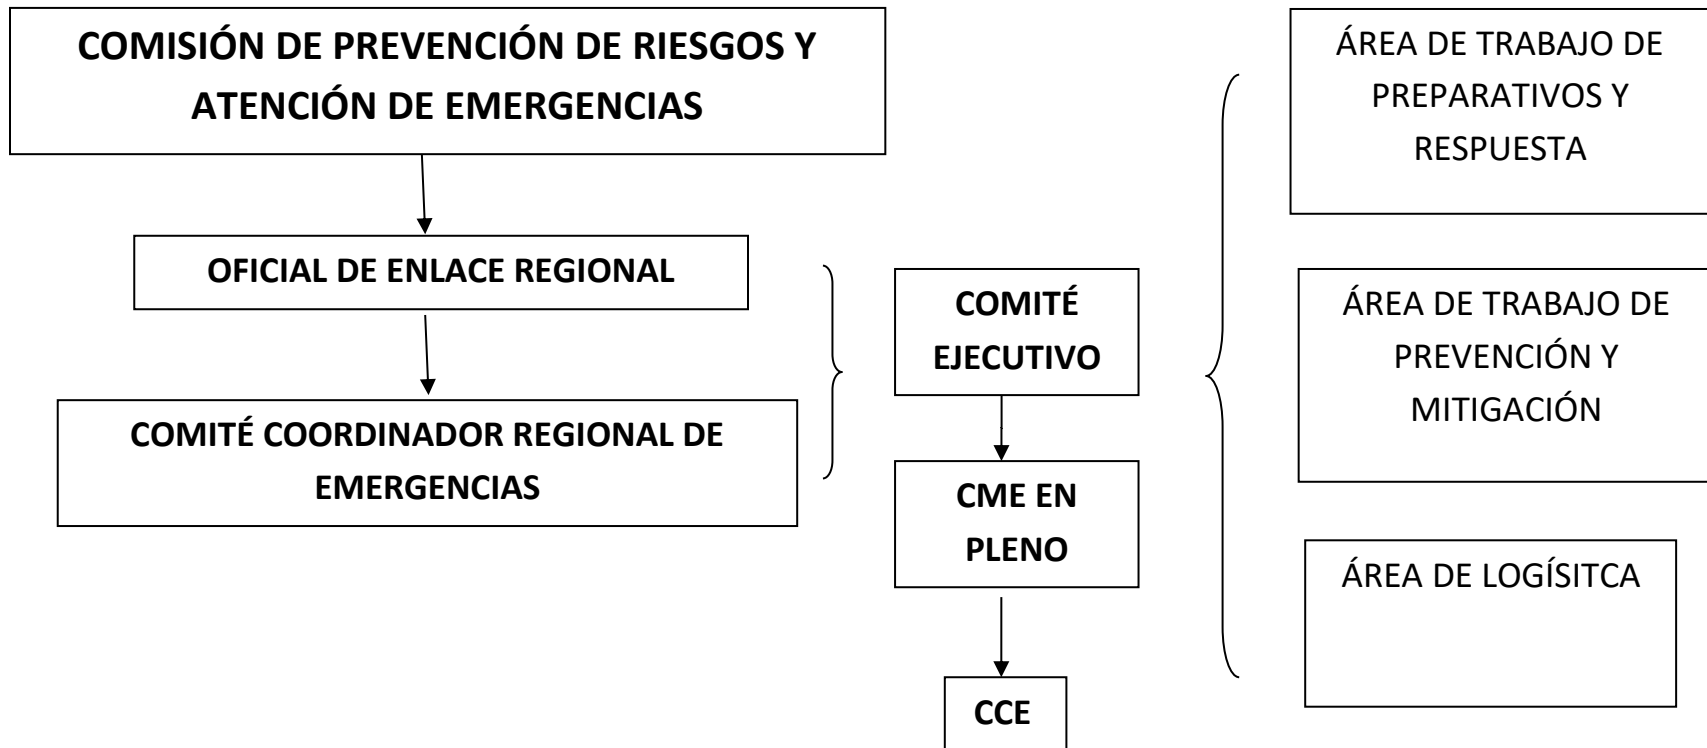 COMISIÓN DE PREVENCIÓN DE RIESGOS Y
ATENCIÓN DE EMERGENCIAS
OFICIAL DE ENLACE REGIONAL
COMITÉ COORDINADOR REGIONAL DE
EMERGENCIAS
COMITÉ
EJECUTIVO
CME EN
PLENO
CCE
ÁREA DE TRABAJO DE
PREPARATIVOS Y
RESPUESTA
ÁREA DE TRABAJO DE
PREVENCIÓN Y
MITIGACIÓN
ÁREA DE LOGÍSITCA